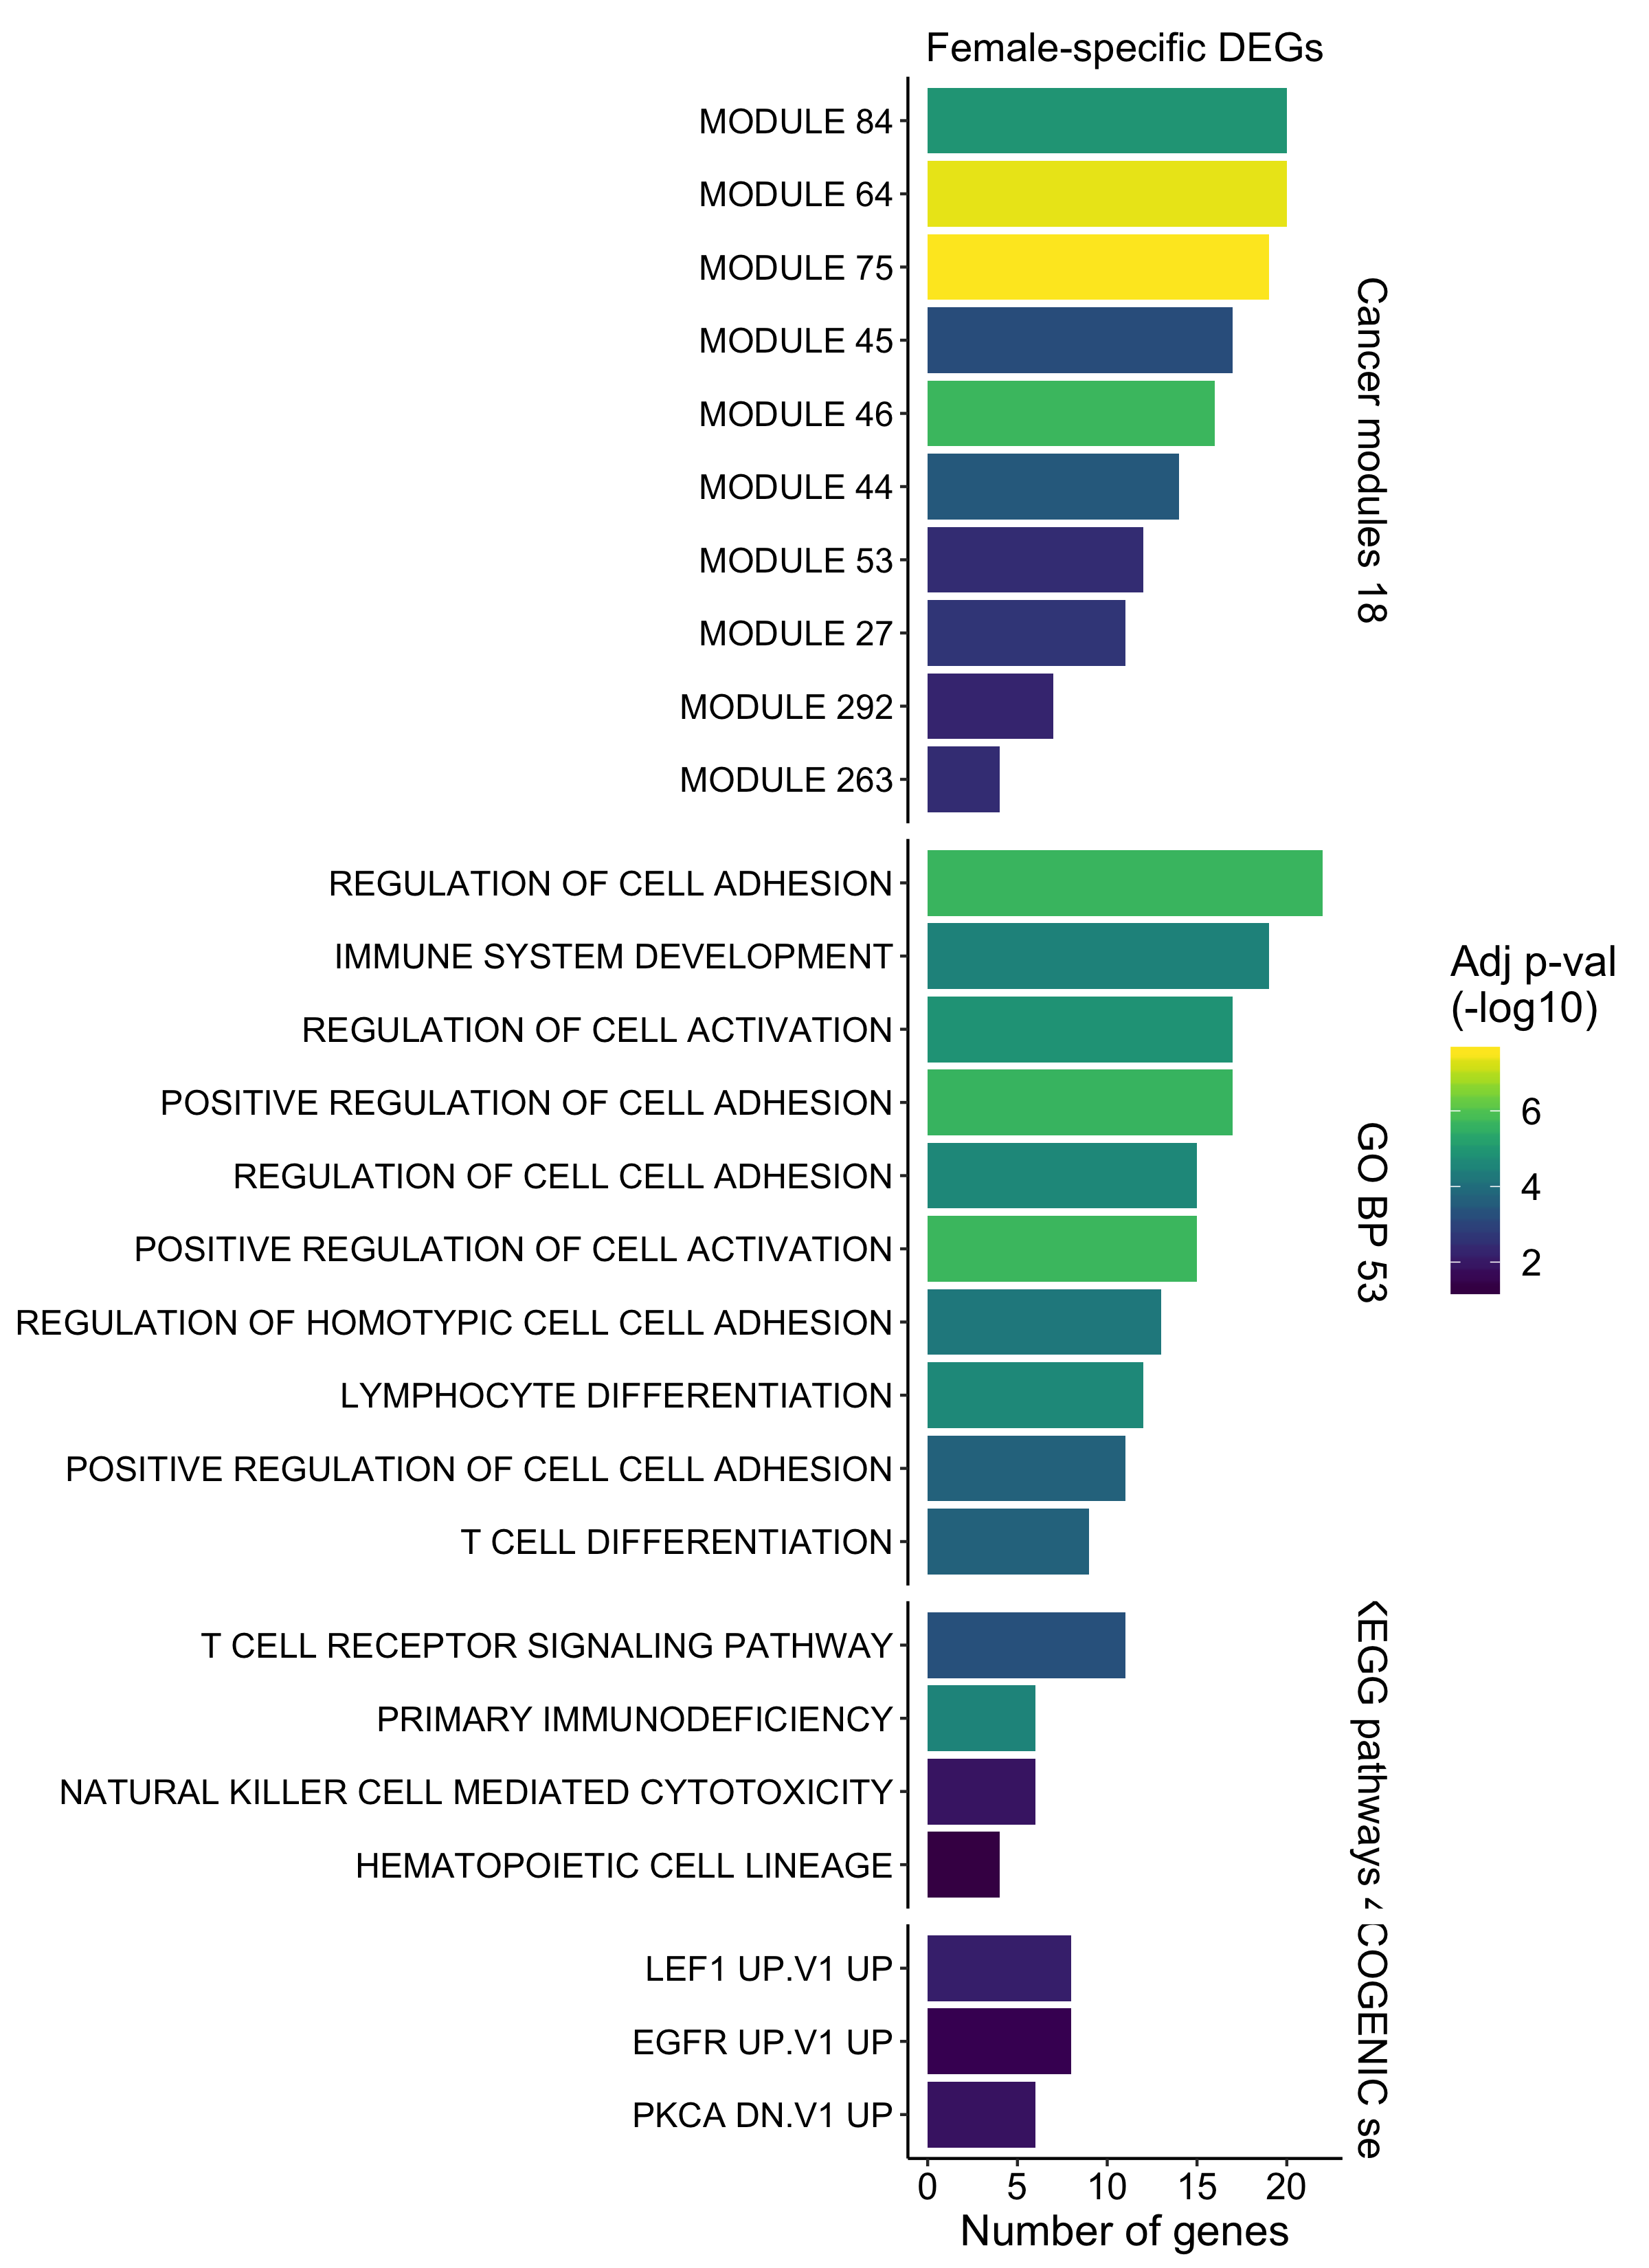 Female-specific DEGs
MODULE 84
MODULE 64
MODULE 75
MODULE 45
MODULE 46
MODULE 44
MODULE 53
MODULE 27
MODULE 292
MODULE 263
Cancer modules 18
REGULATION OF CELL ADHESION
IMMUNE SYSTEM DEVELOPMENT
REGULATION OF CELL ACTIVATION
POSITIVE REGULATION OF CELL ADHESION
REGULATION OF CELL CELL ADHESION
POSITIVE REGULATION OF CELL ACTIVATION
REGULATION OF HOMOTYPIC CELL CELL ADHESION
LYMPHOCYTE DIFFERENTIATION
POSITIVE REGULATION OF CELL CELL ADHESION
T CELL DIFFERENTIATION
GO BP 53
T CELL RECEPTOR SIGNALING PATHWAY
PRIMARY IMMUNODEFICIENCY
NATURAL KILLER CELL MEDIATED CYTOTOXICITY
HEMATOPOIETIC CELL LINEAGE
KEGG pathways 4
LEF1 UP.V1 UP
EGFR UP.V1 UP
PKCA DN.V1 UP
COGENIC se
0 5 10 15 20
Number of genes
Adj p-val
(-log10)
6
4
2